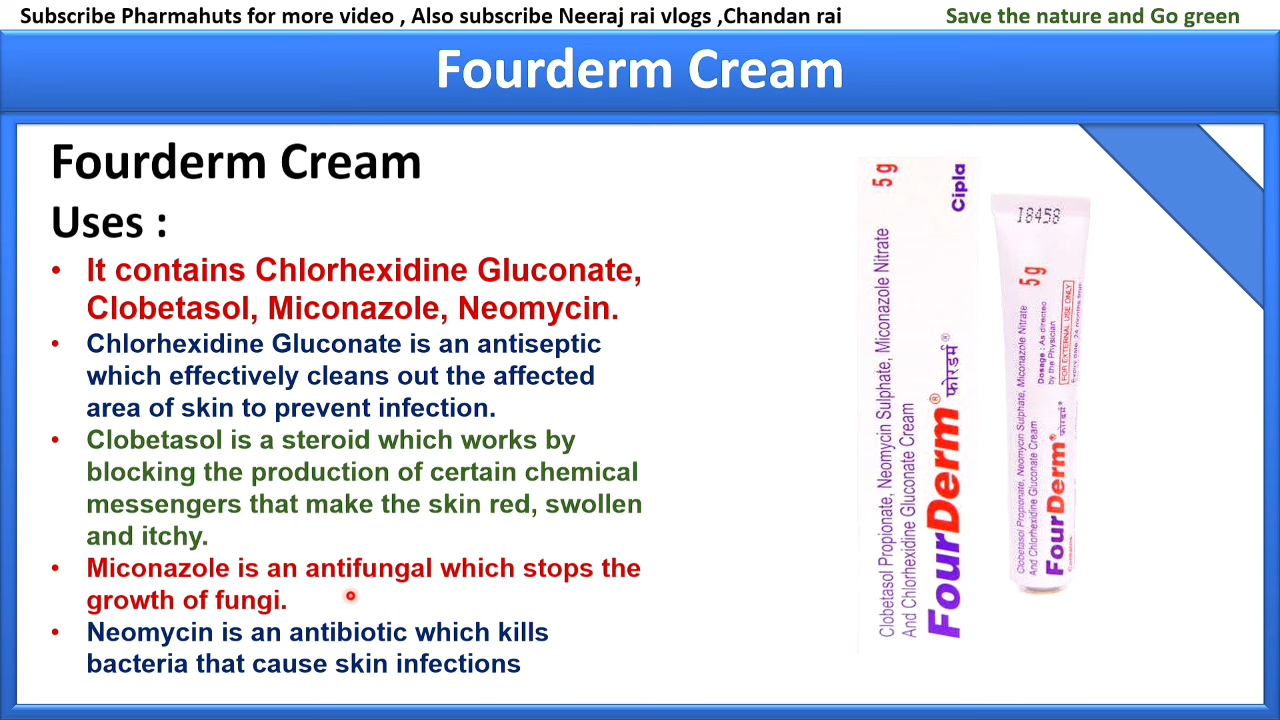 Subscribe Pharmahuts for more video , Also subscribe Neeraj rai vlogs ,Chandan rai
Save the nature and Go green
Fourderm Cream
Fourderm Cream
Uses :
• It contains Chlorhexidine Gluconate,
Clobetasol, Miconazole, Neomycin.
• Chlorhexidine Gluconate is an antiseptic
which effectively cleans out the affected
area of skin to prevent infection.
• Clobetasol is a steroid which works by
blocking the production of certain chemical
messengers that make the skin red, swollen
and itchy.
• Miconazole is an antifungal which stops the
growth of fungi.
• Neomycin is an antibiotic which kills
bacteria that cause skin infections
5 g
Cipla
Clobetasol Propionate, Neomycin Sulphate, Miconazole Nitrate
And Chlorhexidine Gluconate Cream
FourDerm® फोरडर्म®
I8458
5 g
Clobetasol Propionate, Neomycin Sulphate, Miconazole Nitrate
And Chlorhexidine Gluconate Cream
FourDerm® फोरडर्म®
Dosage : As directed
by the Physician
FOR EXTERNAL USE ONLY